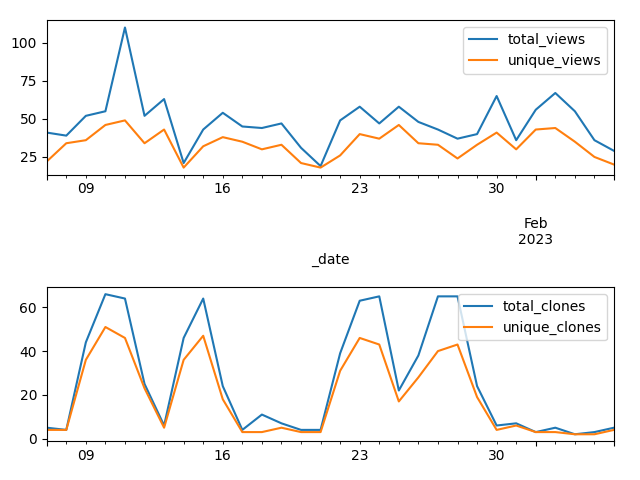 100
75
50
25
total_views
unique_views
09 16 23 30
Feb
2023
_date
60
40
20
0
total_clones
unique_clones
09 16 23 30